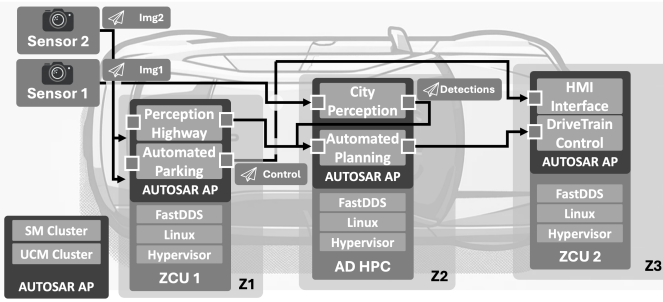 Img2
Sensor 2
Img1
Sensor 1
Perception
Highway
Automated
Parking
AUTOSAR AP
FastDDS
Linux
Hypervisor
ZCU 1
Z1
Control
City
Perception
Automated
Planning
AUTOSAR AP
FastDDS
Linux
Hypervisor
AD HPC
Z2
Detections
HMI
Interface
DriveTrain
Control
AUTOSAR AP
FastDDS
Linux
Hypervisor
ZCU 2
Z3
SM Cluster
UCM Cluster
AUTOSAR AP